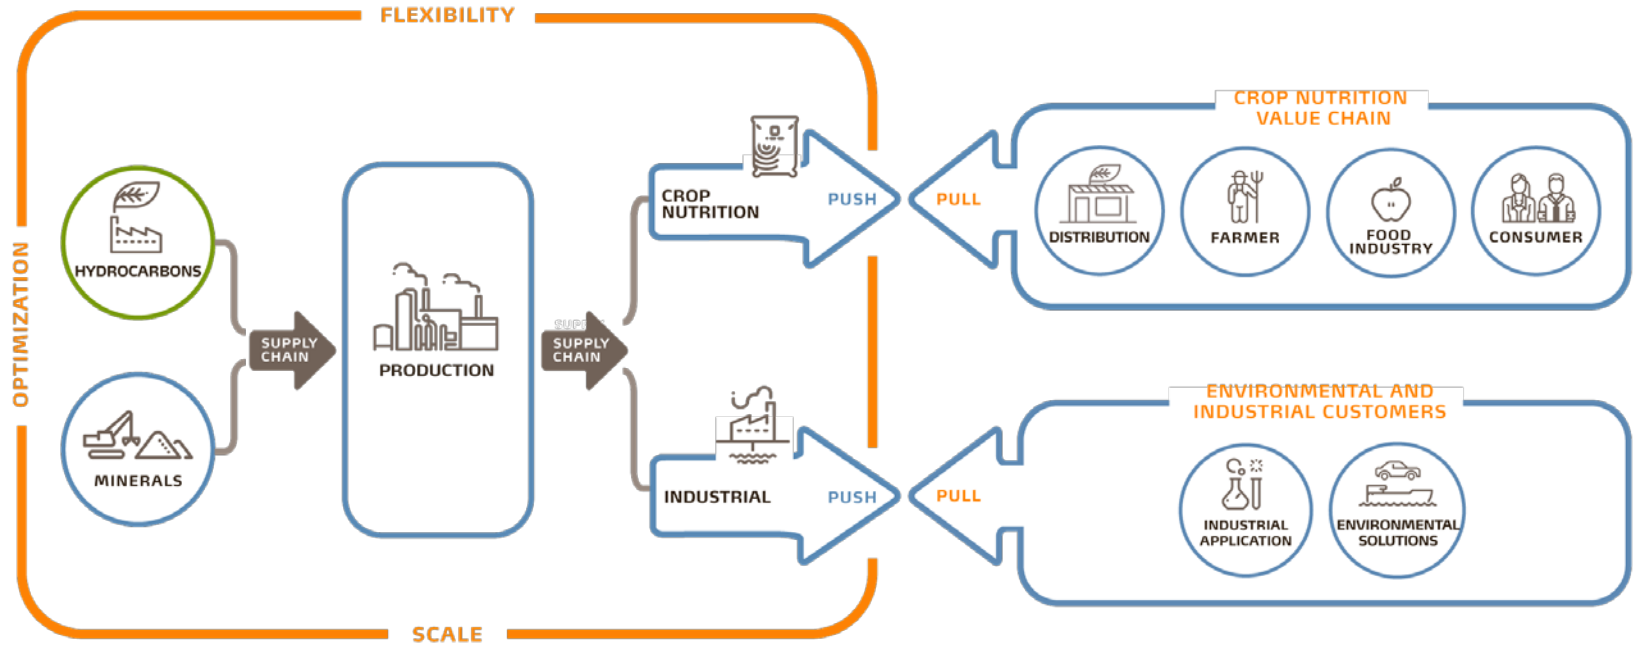 FLEXIBILITY
OPTIMIZATION
HYDROCARBONS
MINERALS
SUPPLY
CHAIN
PRODUCTION
SUPPLY
CHAIN
CROP
NUTRITION
PUSH
INDUSTRIAL
PUSH
SCALE
PULL
CROP NUTRITION
VALUE CHAIN
DISTRIBUTION
FARMER
FOOD
INDUSTRY
CONSUMER
PULL
ENVIRONMENTAL AND
INDUSTRIAL CUSTOMERS
INDUSTRIAL
APPLICATION
ENVIRONMENTAL
SOLUTIONS